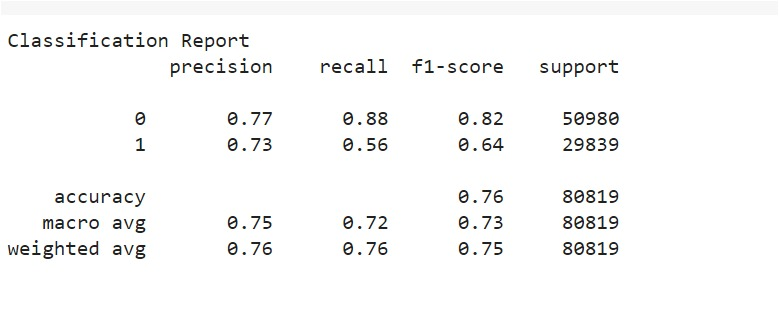 Classification Report
precision recall f1-score support
0 0.77 0.88 0.82 50980
1 0.73 0.56 0.64 29839
accuracy 0.76 80819
macro avg 0.75 0.72 0.73 80819
weighted avg 0.76 0.76 0.75 80819